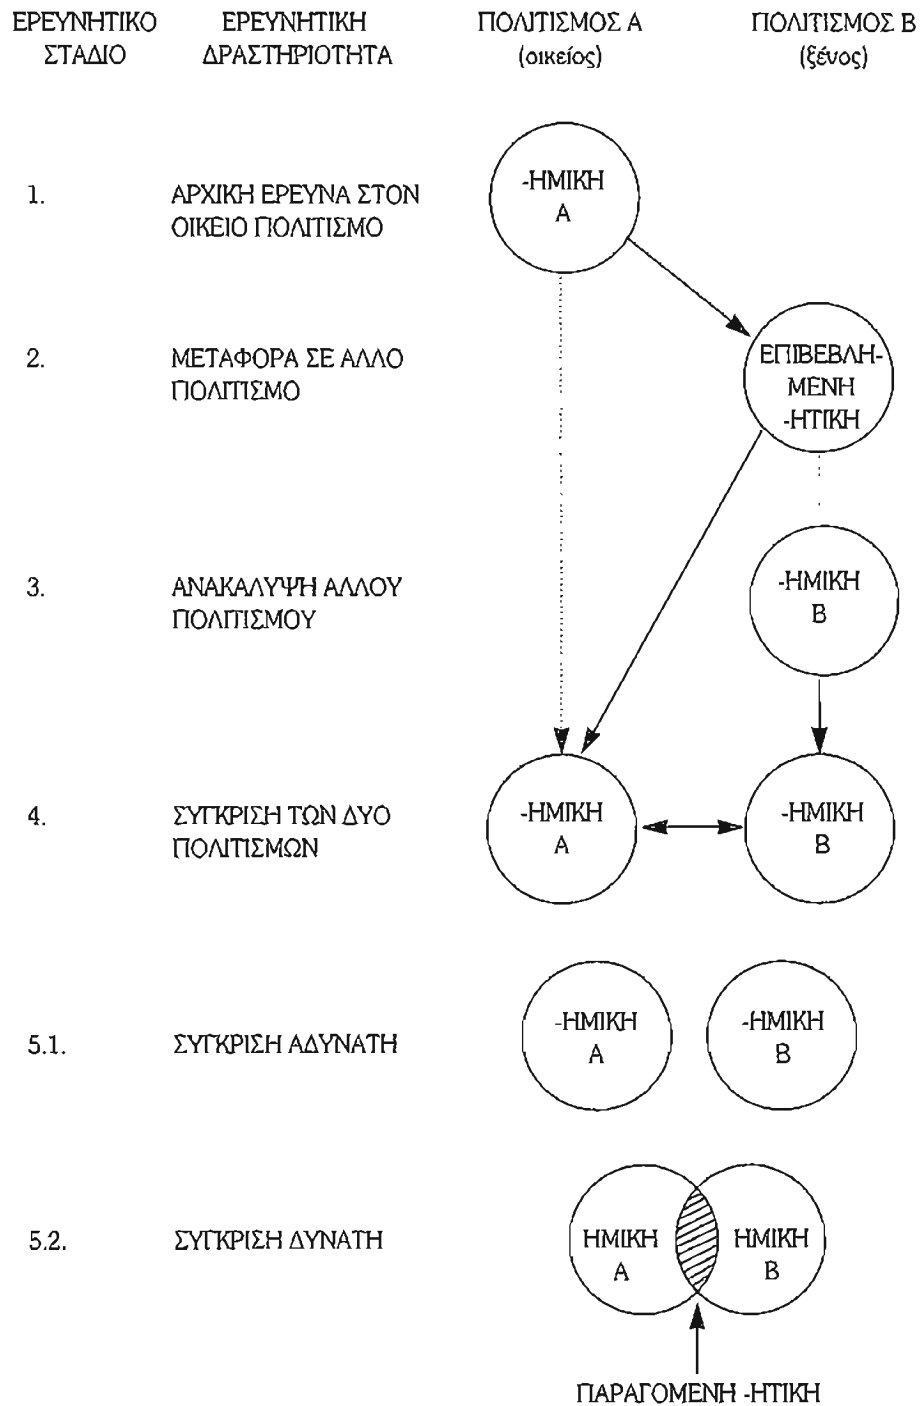 ΕΡΕΥΝΗΤΙΚΟ
ΣΤΑΔΙΟ
ΕΡΕΥΝΗΤΙΚΗ
ΔΡΑΣΤΗΡΙΟΤΗΤΑ
ΠΟΛΙΤΙΣΜΟΣ Α
(οικείος)
ΠΟΛΙΤΙΣΜΟΣ Β
(ξένος)
1.
ΑΡΧΙΚΗ ΕΡΕΥΝΑ ΣΤΟΝ
ΟΙΚΕΙΟ ΠΟΛΙΤΙΣΜΟ
-ΗΜΙΚΗ
Α
2.
ΜΕΤΑΦΟΡΑ ΣΕ ΑΛΛΟ
ΠΟΛΙΤΙΣΜΟ
ΕΠΙΒΕΒΛΗ-
ΜΕΝΗ
-ΗΤΙΚΗ
3.
ΑΝΑΚΑΛΥΨΗ ΑΛΛΟΥ
ΠΟΛΙΤΙΣΜΟΥ
-ΗΜΙΚΗ
Β
4.
ΣΥΓΚΡΙΣΗ ΤΩΝ ΔΥΟ
ΠΟΛΙΤΙΣΜΩΝ
-ΗΜΙΚΗ
Α
-ΗΜΙΚΗ
Β
5.1.
ΣΥΓΚΡΙΣΗ ΑΔΥΝΑΤΗ
-ΗΜΙΚΗ
Α
-ΗΜΙΚΗ
Β
5.2.
ΣΥΓΚΡΙΣΗ ΔΥΝΑΤΗ
ΗΜΙΚΗ
Α
ΗΜΙΚΗ
Β
ΠΑΡΑΓΟΜΕΝΗ -ΗΤΙΚΗ